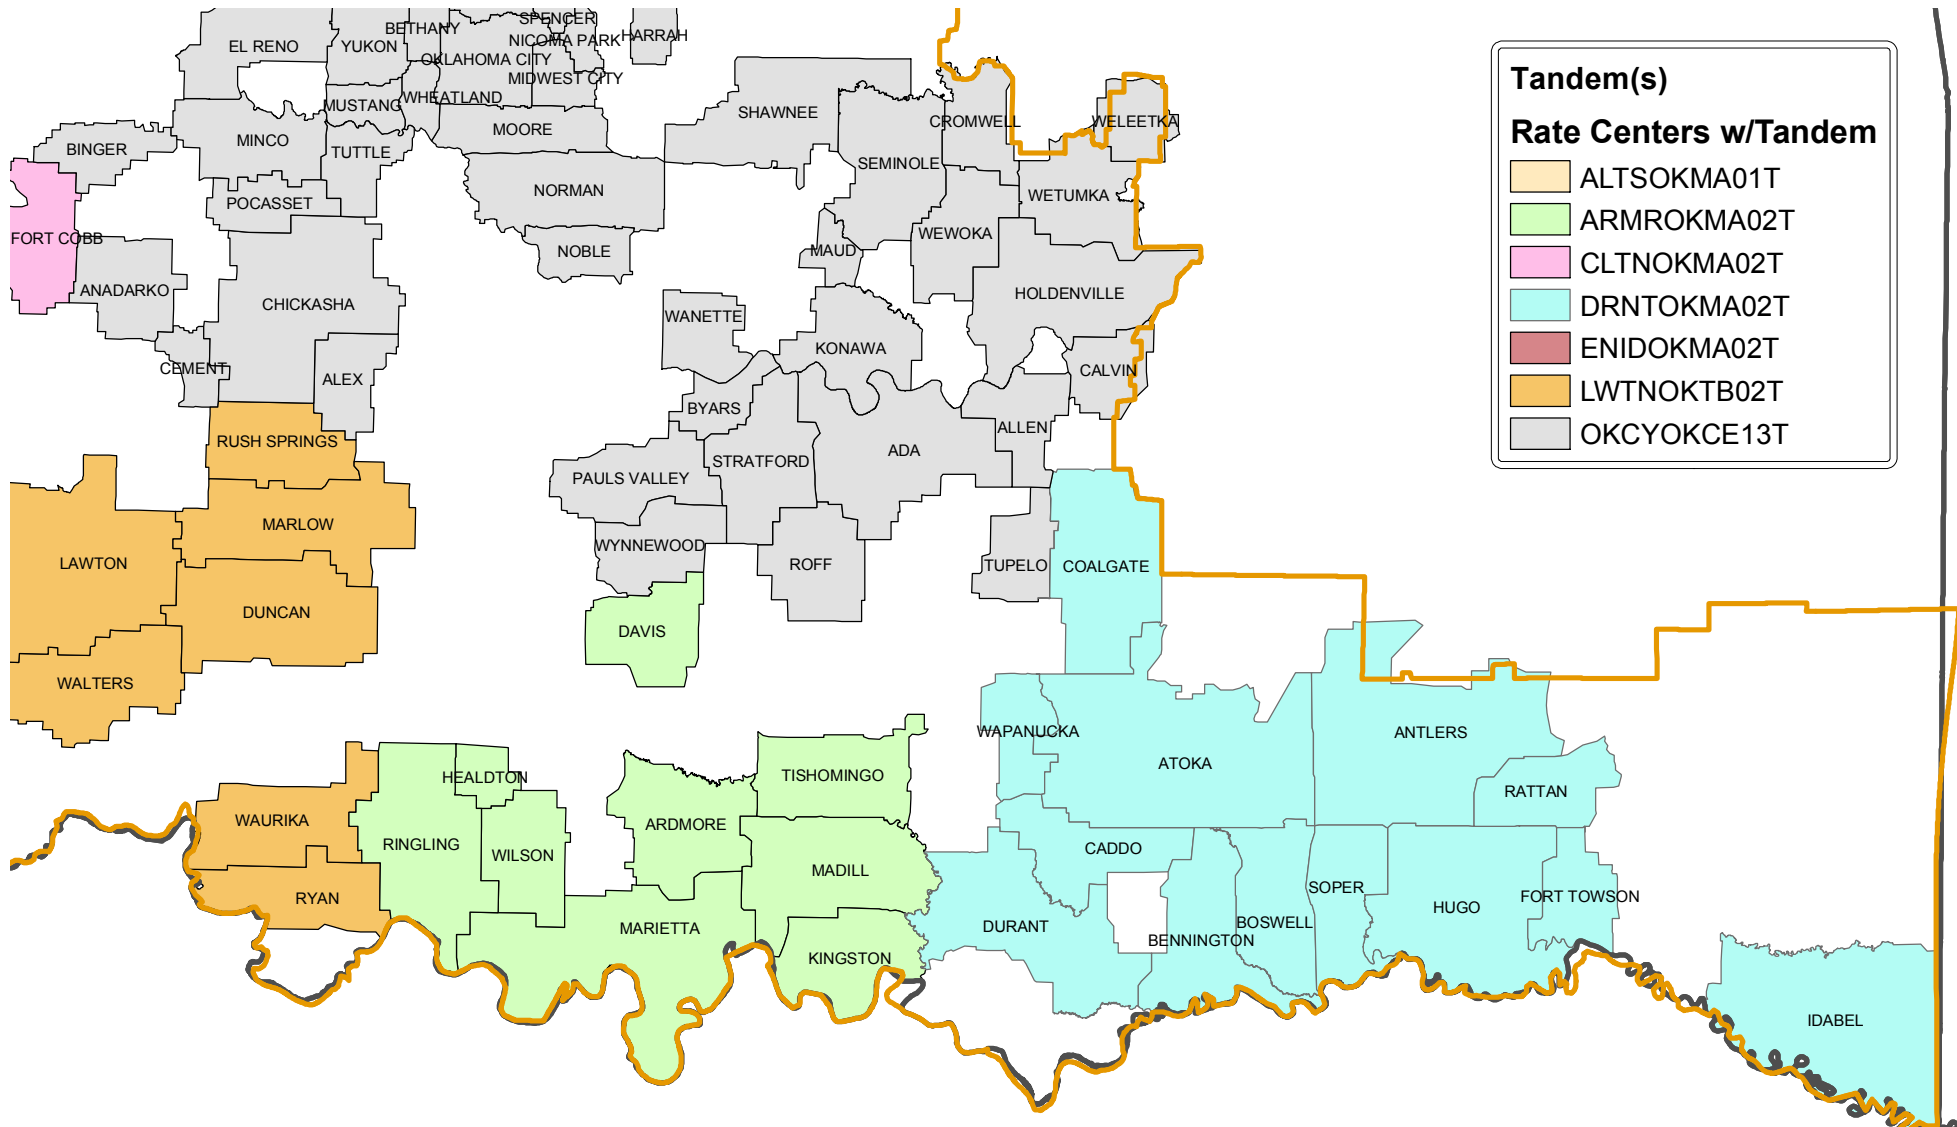 SPENCER
BETHANY
EL RENO
YUKON
NICOMA PARK
HARRAH
OKLAHOMA CITY
MIDWEST CITY
WHEATLAND
MUSTANG
SHAWNEE
CROMWELL
WELEETKA
MOORE
MINCO
BINGER
TUTTLE
SEMINOLE
NORMAN
WETUMKA
POCASSET
WEWOKA
FORT COBB
NOBLE
MAUD
ANADARKO
HOLDENVILLE
CHICKASHA
WANETTE
KONAWA
CEMENT
CALVIN
ALEX
BYARS
ALLEN
RUSH SPRINGS
ADA
STRATFORD
PAULS VALLEY
MARLOW
WYNNEWOOD
LAWTON
ROFF
TUPELO
COALGATE
DUNCAN
DAVIS
WALTERS
WAPANUCKA
ANTLERS
ATOKA
HEALDTON
TISHOMINGO
RATTAN
WAURIKA
ARDMORE
RINGLING
WILSON
CADDO
MADILL
SOPER
RYAN
FORT TOWSON
HUGO
BOSWELL
MARIETTA
DURANT
BENNINGTON
KINGSTON
IDABEL
Tandem(s)
Rate Centers w/Tandem
ALTSOKMA01T
ARMROKMA02T
CLTNOKMA02T
DRNTOKMA02T
ENIDOKMA02T
LWTNOKTB02T
OKCYOKCE13T